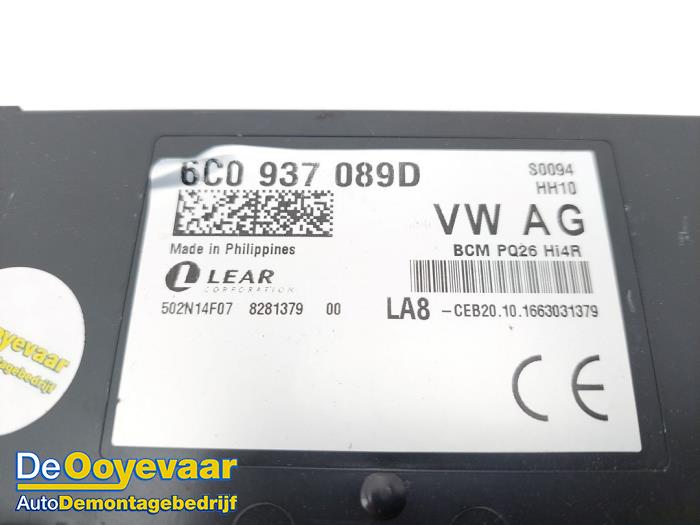 6C0 937 089D
S0094
HH10
VW AG
Made in Philippines
BCM PQ26 Hi4R
LEAR
CORPORATION
502N14F07 8281379 00
LA8 -CEB20.10.1663031379
CE
Ooyevaar
De Ooyevaar
AutoDemontagebedrijf